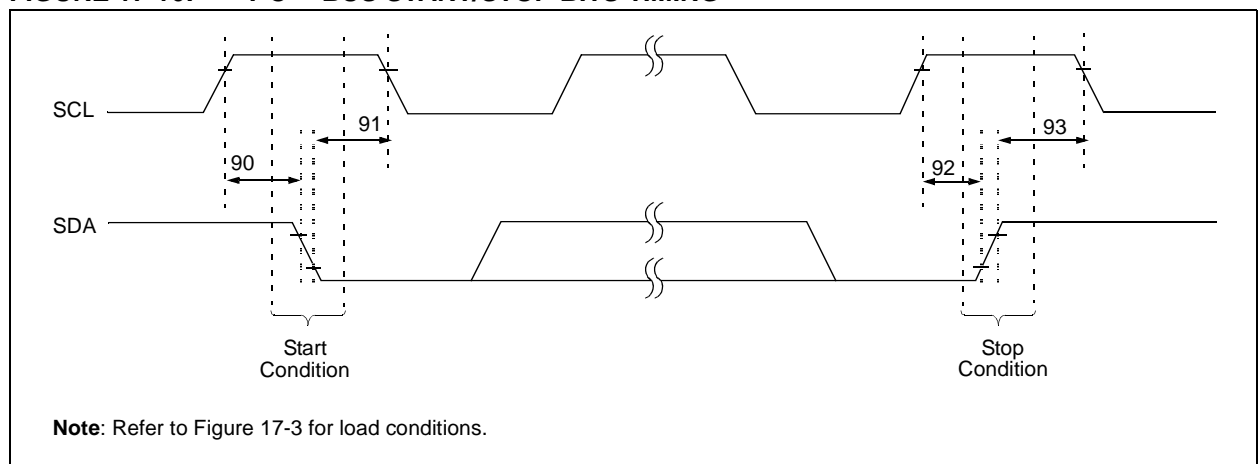 SCL
91
93
90
92
SDA
Start
Condition
Stop
Condition
Note: Refer to Figure 17-3 for load conditions.